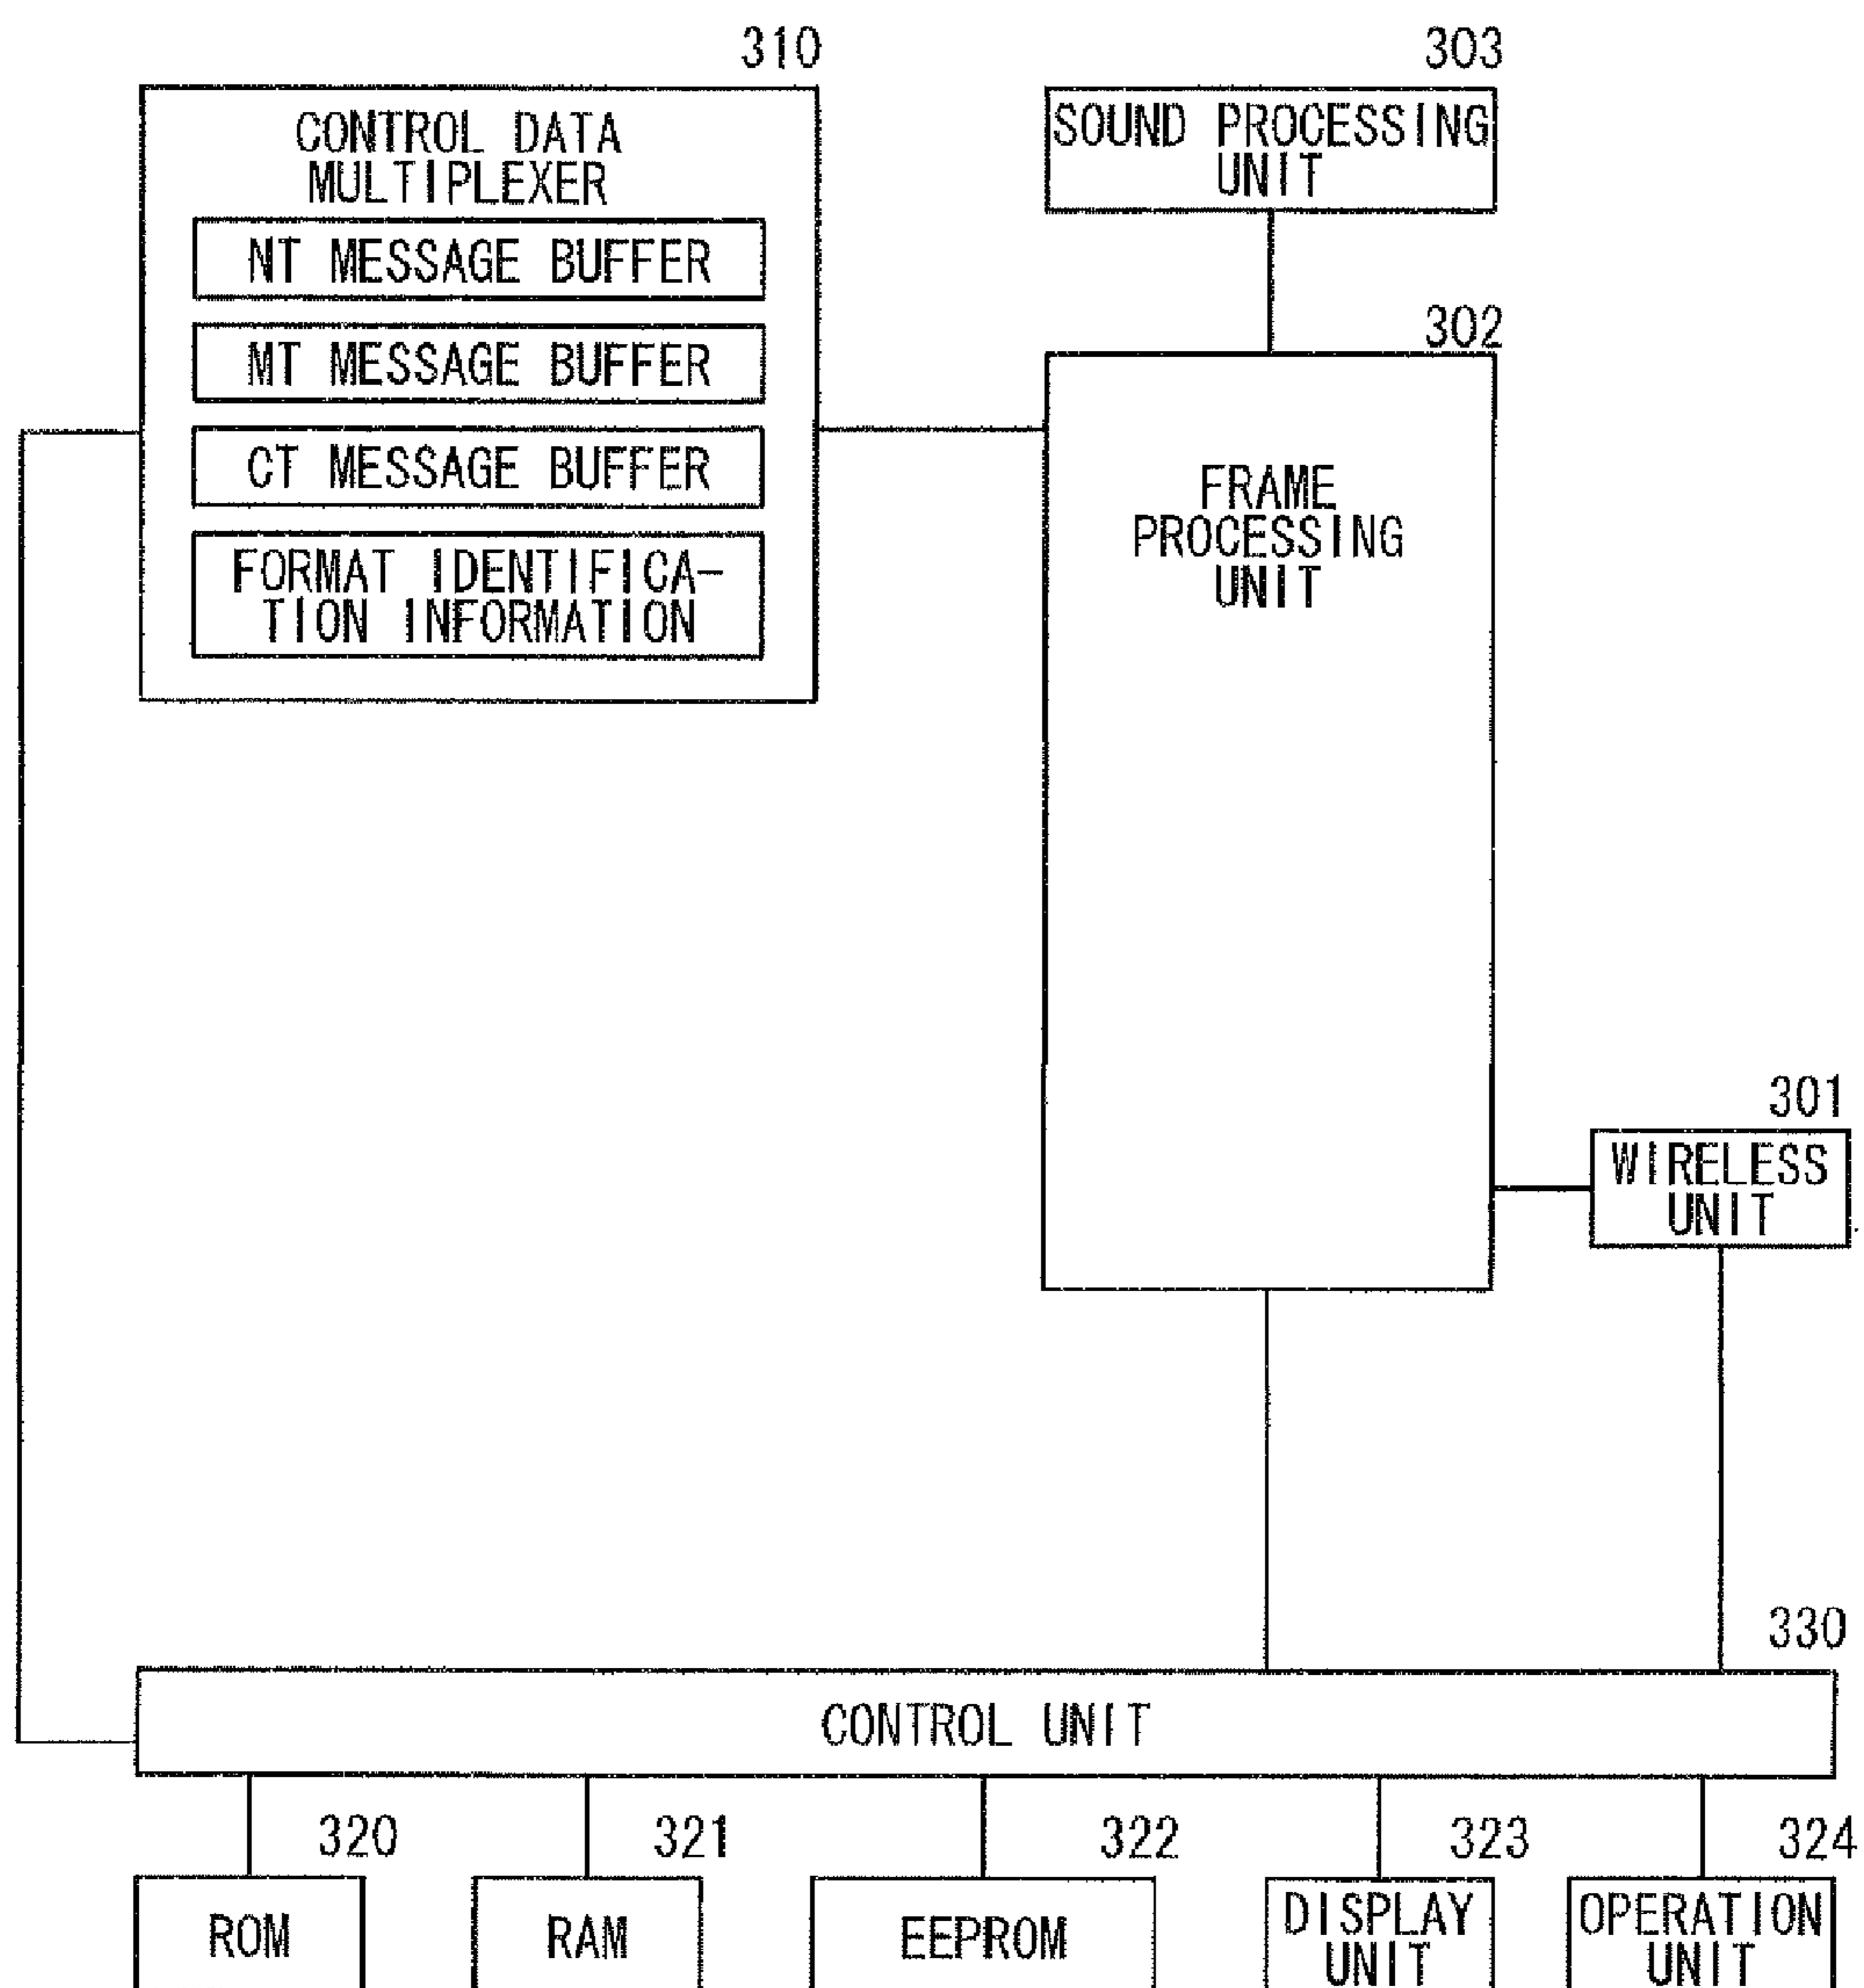 310
CONTROL DATA
MULTIPLEXER
NT MESSAGE BUFFER
MT MESSAGE BUFFER
CT MESSAGE BUFFER
FORMAT IDENTIFICA-
TION INFORMATION
303
SOUND PROCESSING
UNIT
302
FRAME
PROCESSING
UNIT
301
WIRELESS
UNIT
330
CONTROL UNIT
320
ROM
321
RAM
322
EEPROM
323
DISPLAY
UNIT
324
OPERATION
UNIT